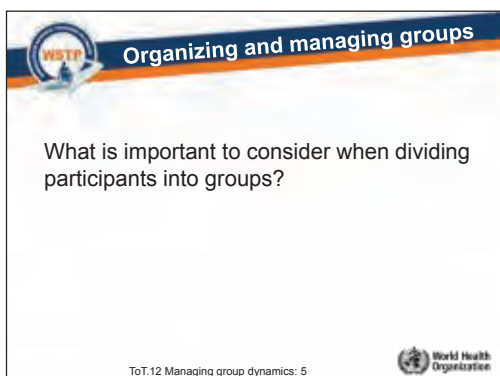 WSTP
Organizing and managing groups
What is important to consider when dividing
participants into groups?
ToT.12 Managing group dynamics: 5
World Health
Organization